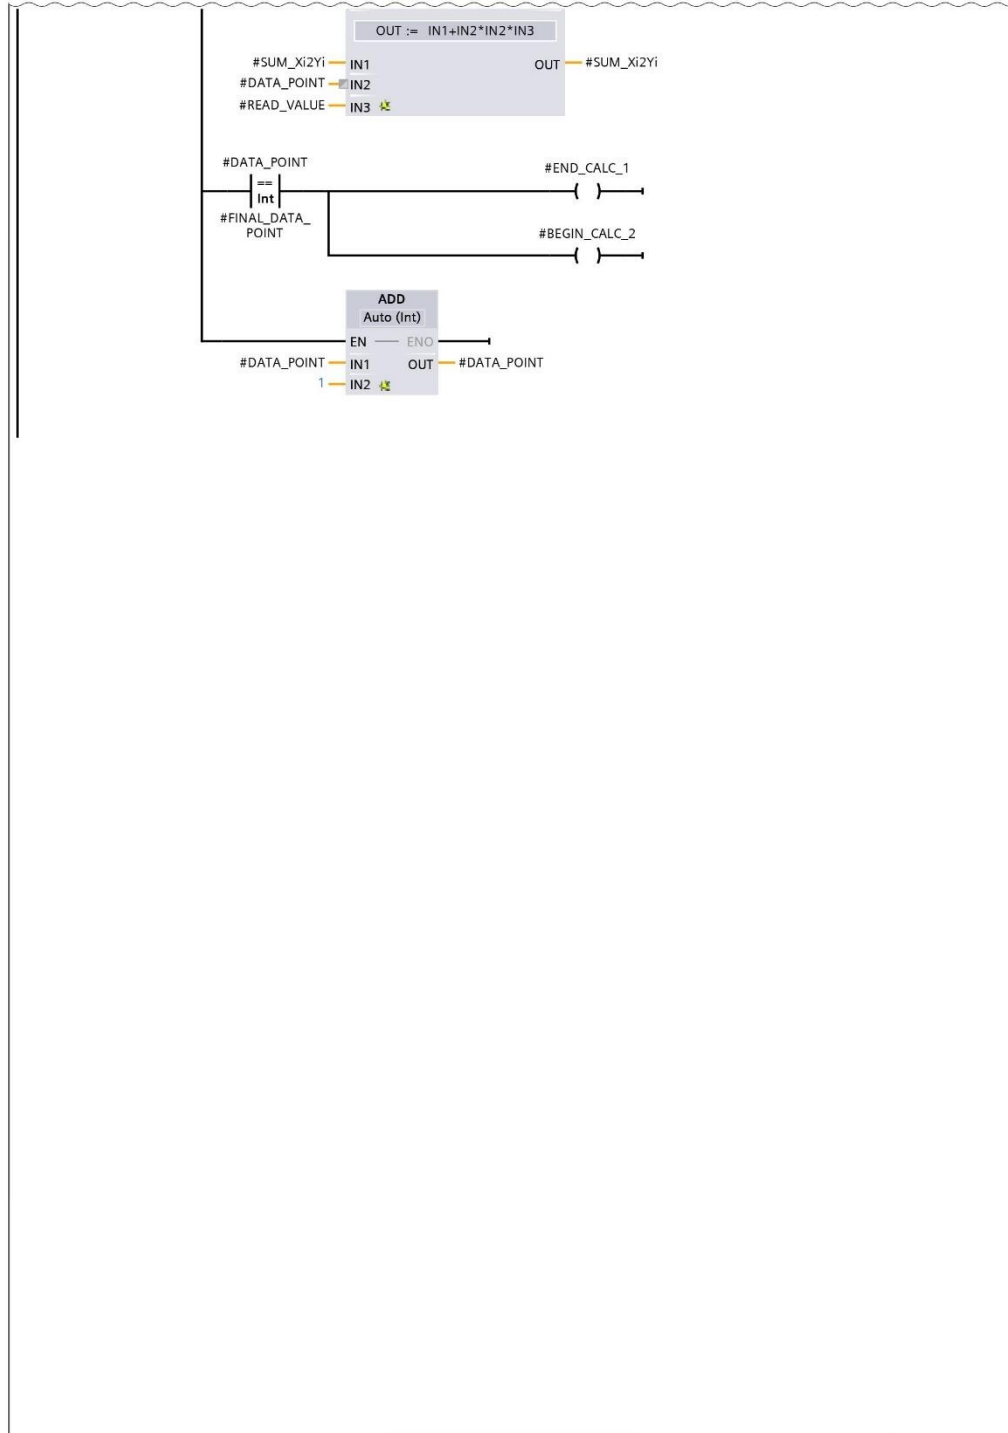 OUT := IN1+IN2*IN2*IN3
#SUM_Xi2Yi IN1 OUT #SUM_Xi2Yi
#DATA_POINT IN2
#READ_VALUE IN3
#DATA_POINT
==
Int
#FINAL_DATA_
POINT
#END_CALC_1
( )
#BEGIN_CALC_2
( )
ADD
Auto (Int)
EN ENO
#DATA_POINT IN1 OUT #DATA_POINT
1 IN2